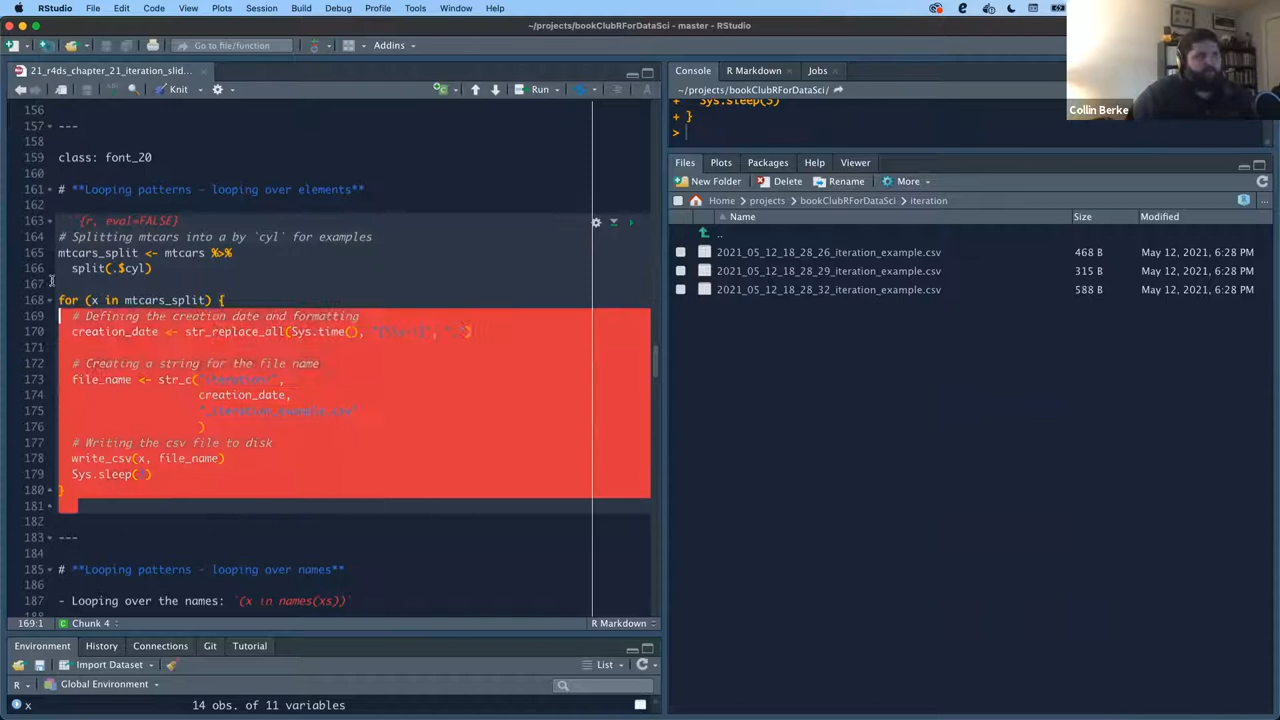 RStudio File Edit Code View Plots Session Build Debug Profile Tools Window Help
~/projects/bookClubRForDataSci - master - RStudio
Go to file/function
Addins
21_r4ds_chapter_21_iteration_slid...
Knit
Run
156
157 ---
158
159 class: font_20
160
161 # **Looping patterns - looping over elements**
162
163 {r, eval=FALSE}
164 # Splitting mtcars into a by `cyl` for examples
165 mtcars_split <- mtcars %>%
166 split(.$cyl)
167
168 for (x in mtcars_split) {
169 # Defining the creation date and formatting
170 creation_date <- str_replace_all(Sys.time(),
171
172 # Creating a string for the file name
173 file_name <- str_c("iteration/",
174 creation_date,
175 "_iteration_example.csv"
176 )
177 # Writing the csv file to disk
178 write_csv(x, file_name)
179 Sys.sleep(
180 }
181
182
183 ---
184
185 # **Looping patterns - looping over names**
186
187 - Looping over the names: `(x in names(xs))`
169:1 Chunk 4 R Markdown
Environment History Connections Git Tutorial
Import Dataset List
R Global Environment
x 14 obs. of 11 variables
Console R Markdown Jobs
~/projects/bookClubRForDataSci/
+ Sys.sleep(3)
+ }
>
Files Plots Packages Help Viewer
New Folder Delete Rename More
Home projects bookClubRForDataSci iteration
Name Size Modified
..
2021_05_12_18_28_26_iteration_example.csv 468 B May 12, 2021, 6:28 PM
2021_05_12_18_28_29_iteration_example.csv 315 B May 12, 2021, 6:28 PM
2021_05_12_18_28_32_iteration_example.csv 588 B May 12, 2021, 6:28 PM
Collin Berke